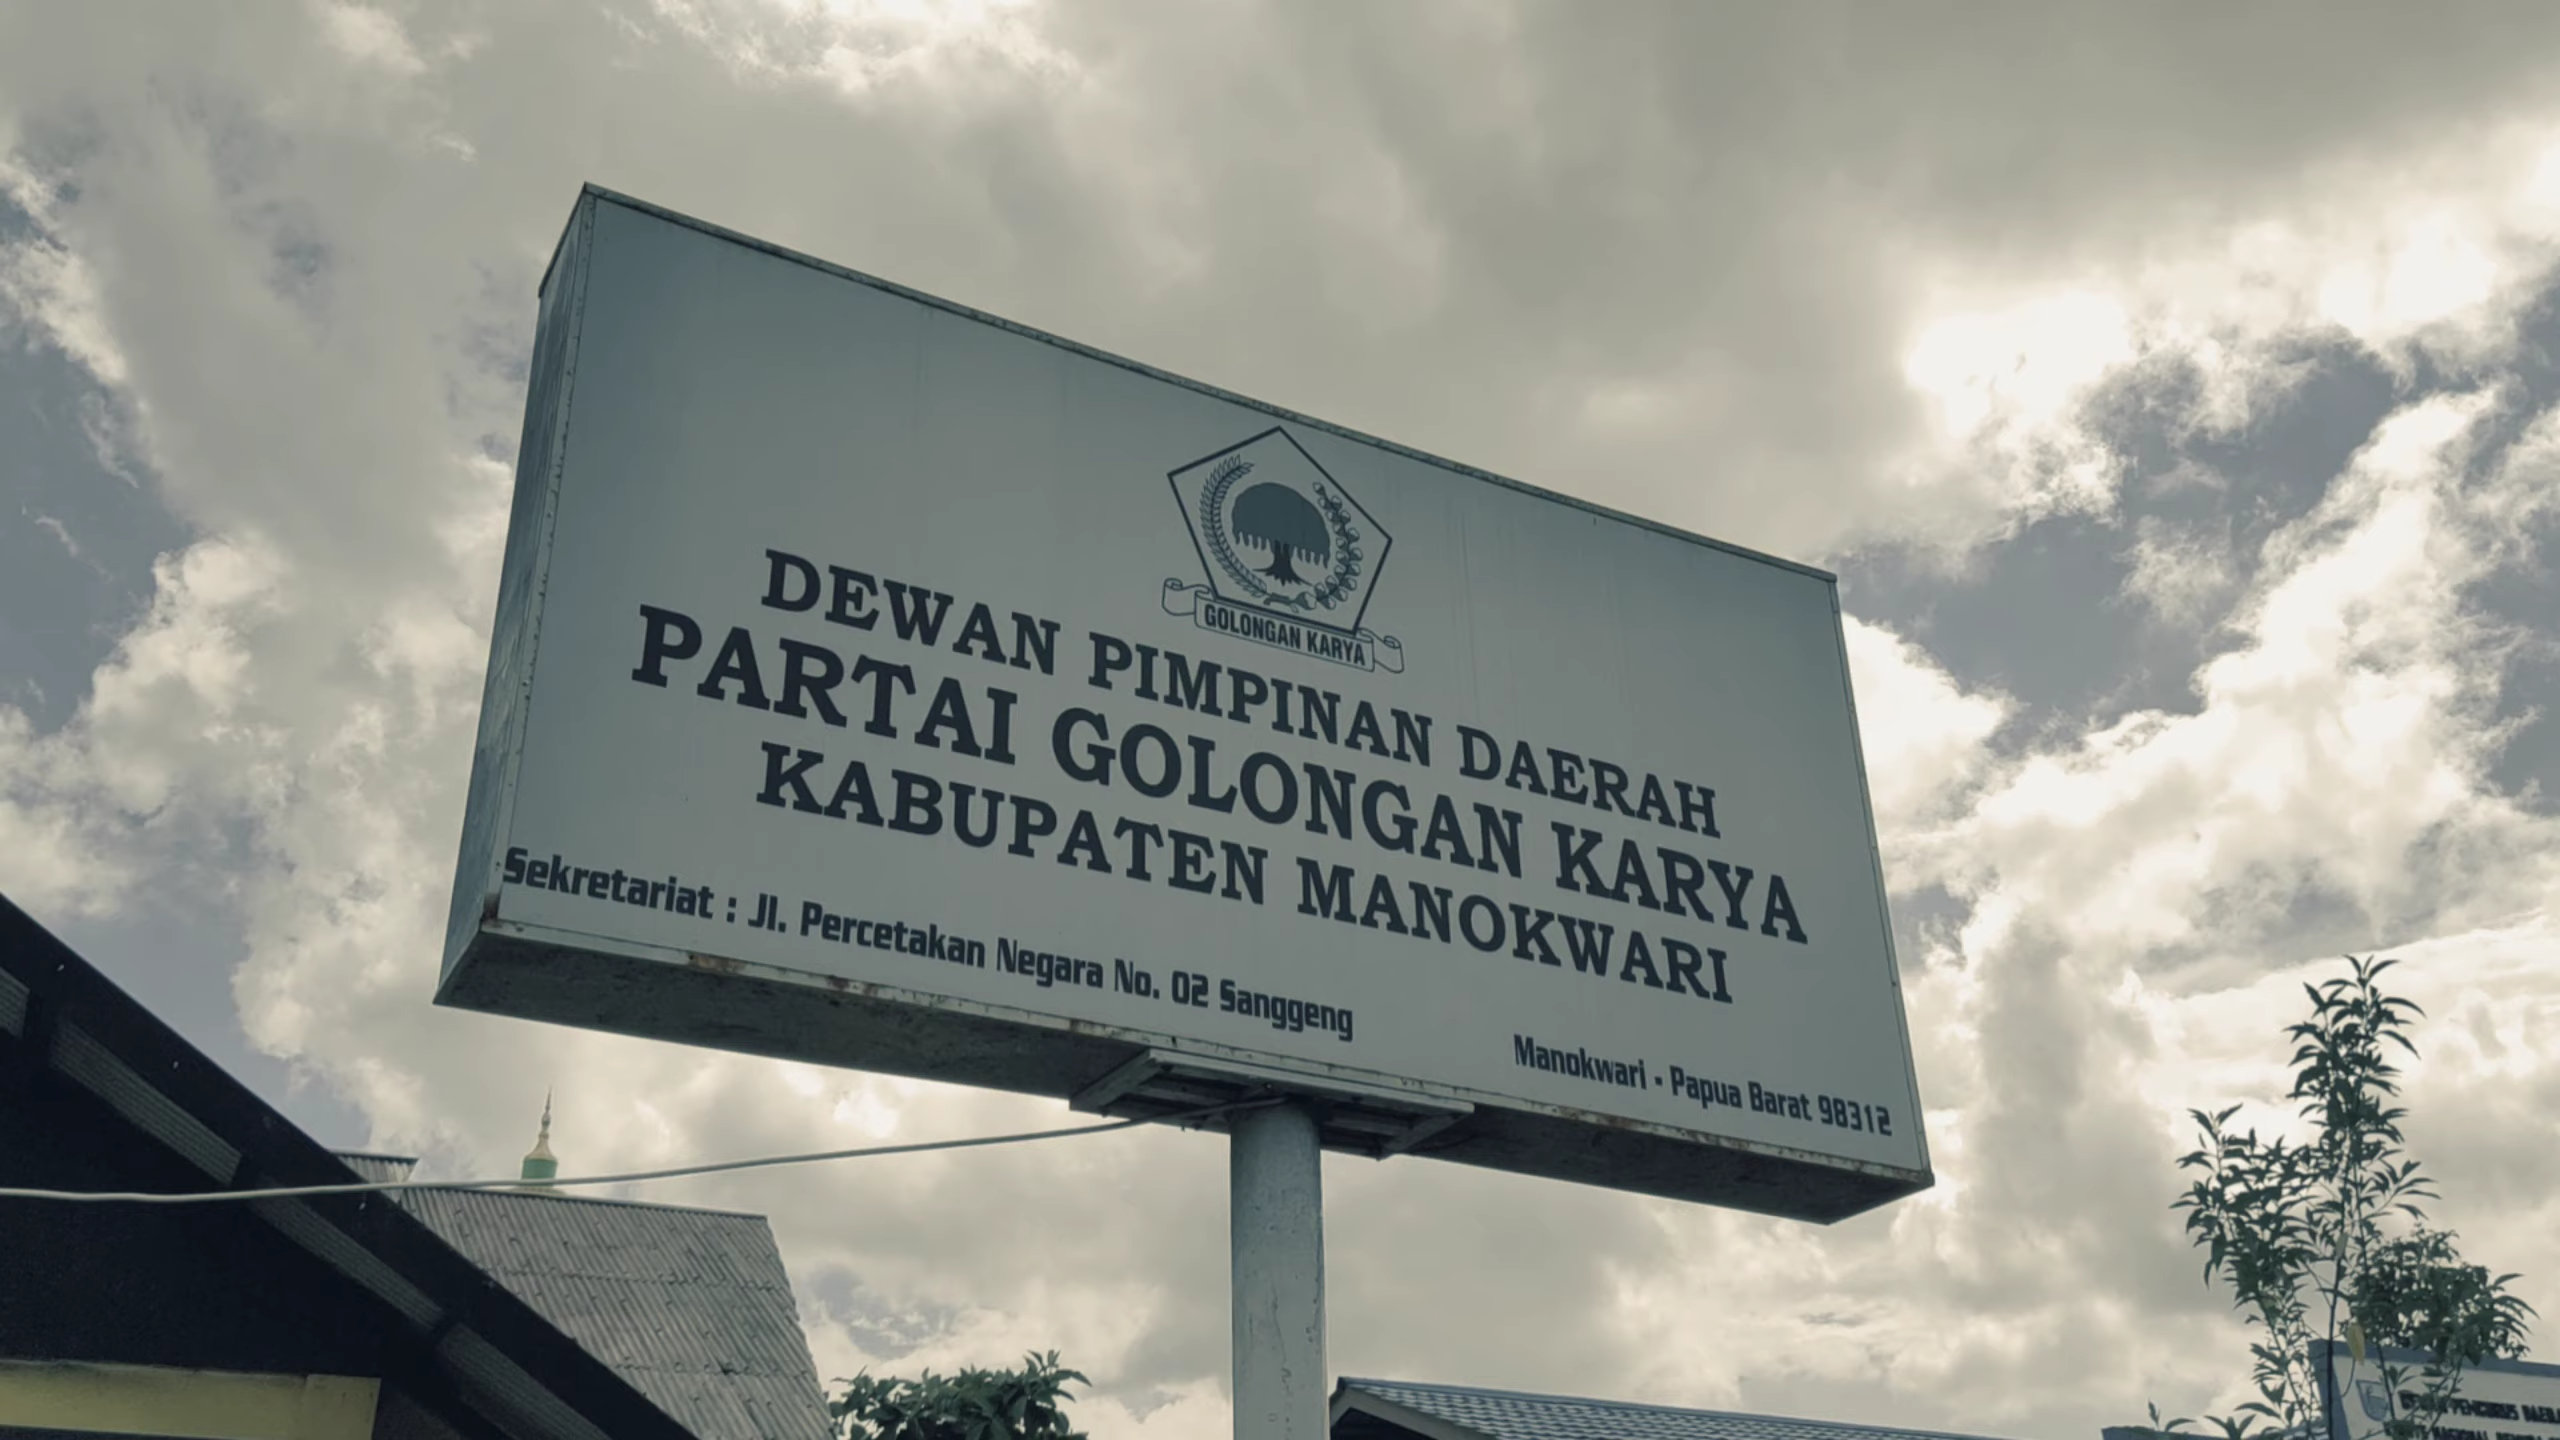 GOLONGAN KARYA
DEWAN PIMPINAN DAERAH
PARTAI GOLONGAN KARYA
KABUPATEN MANOKWARI
Sekretariat : Jl. Percetakan Negara No. 02 Sanggeng
Manokwari - Papua Barat 98312